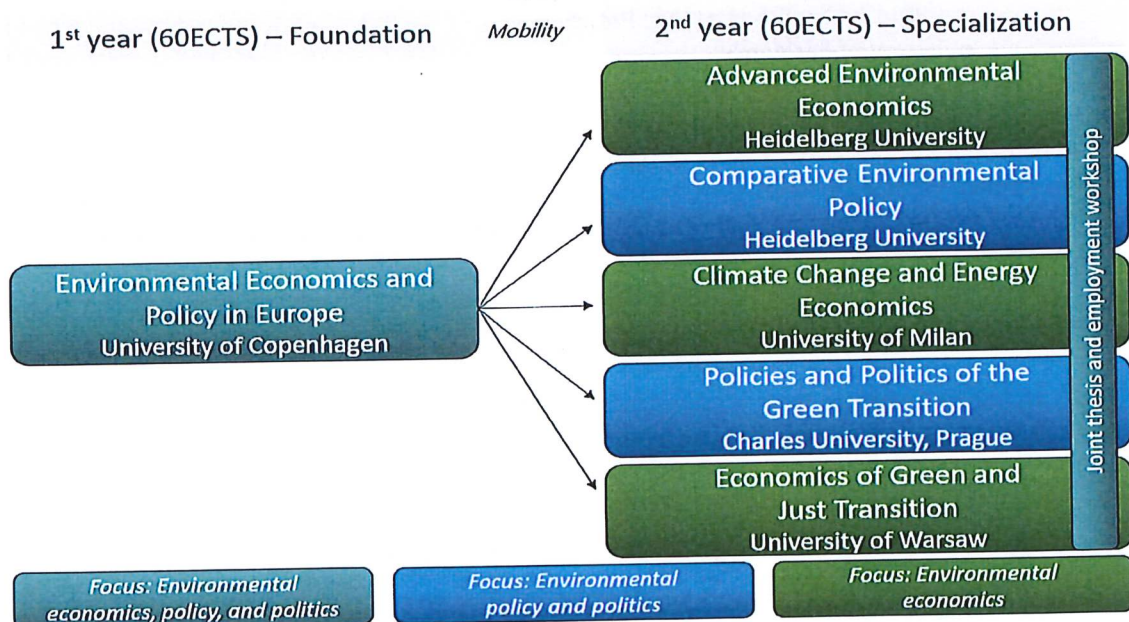 1st year (60ECTS) – Foundation
Mobility
2nd year (60ECTS) – Specialization
Environmental Economics and
Policy in Europe
University of Copenhagen
Advanced Environmental
Economics
Heidelberg University
Comparative Environmental
Policy
Heidelberg University
Climate Change and Energy
Economics
University of Milan
Policies and Politics of the
Green Transition
Charles University, Prague
Economics of Green and
Just Transition
University of Warsaw
Joint thesis and employment workshop
Focus: Environmental
economics, policy, and politics
Focus: Environmental
policy and politics
Focus: Environmental
economics